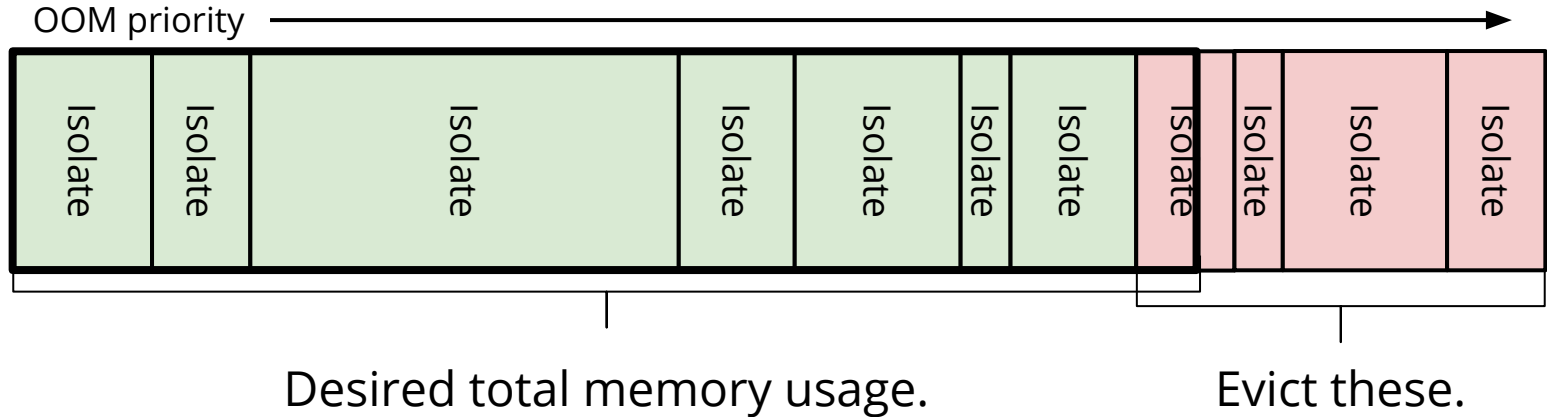 OOM priority
Isolate
Isolate
Isolate
Isolate
Isolate
Isolate
Isolate
Isolate
Isolate
Isolate
Isolate
Desired total memory usage.
Evict these.